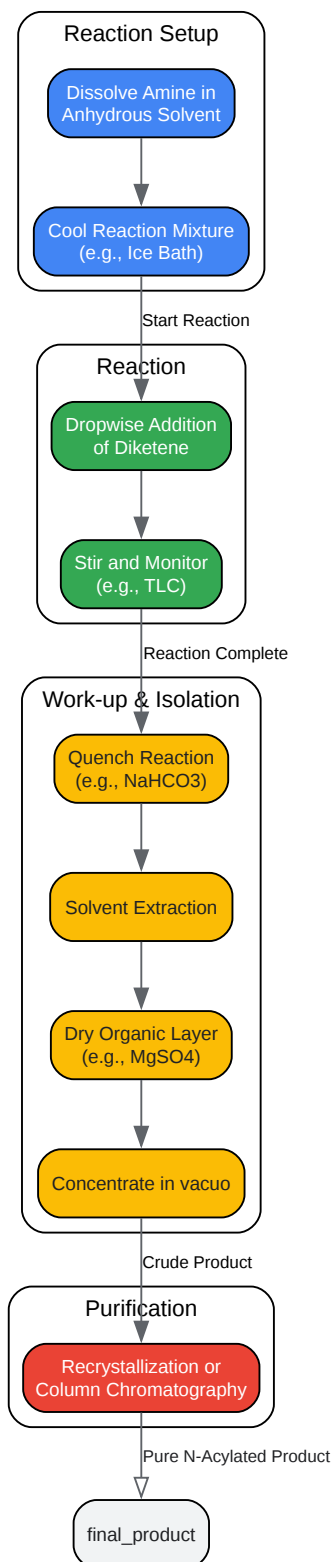 Reaction Setup
Dissolve Amine in
Anhydrous Solvent
Cool Reaction Mixture
(e.g., Ice Bath)
Start Reaction
Reaction
Dropwise Addition
of Diketene
Stir and Monitor
(e.g., TLC)
Reaction Complete
Work-up & Isolation
Quench Reaction
(e.g., NaHCO3)
Solvent Extraction
Dry Organic Layer
(e.g., MgSO4)
Concentrate in vacuo
Crude Product
Purification
Recrystallization or
Column Chromatography
Pure N-Acylated Product
final_product